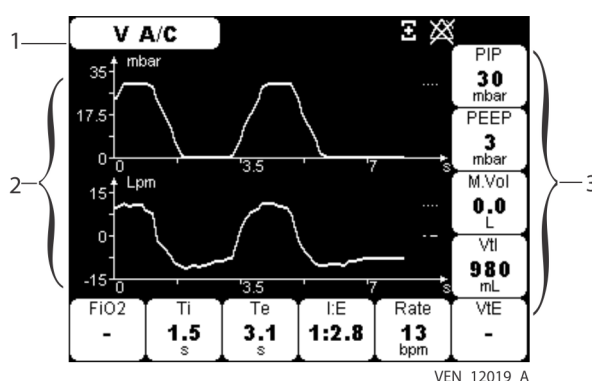 V A/C
1
mbar
35
17.5
0
0 3.5 7 s
Lpm
15
0
-15
0 3.5 7 s
2
PIP
30
mbar
PEEP
3
mbar
M.Vol
0.0
L
VtI
980
mL
3
FiO2
-
Ti
1.5
s
Te
3.1
s
I:E
1:2.8
Rate
13
bpm
VtE
-
VEN_12019_A